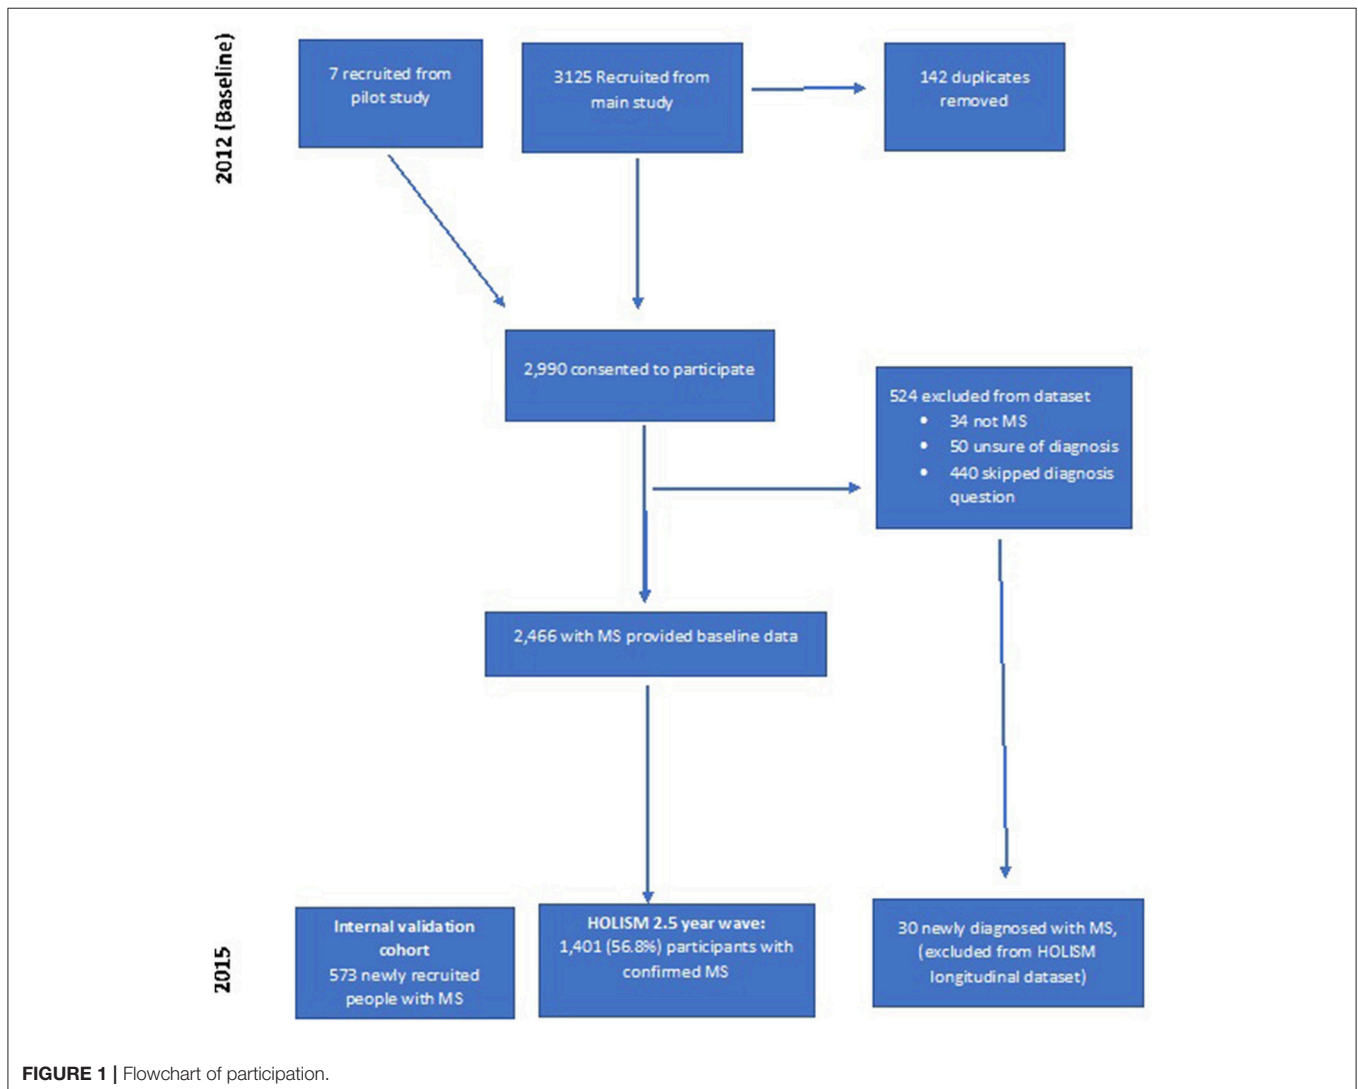 2012 (Baseline)
7 recruited from
pilot study
3125 Recruited from
main study
142 duplicates
removed
2,990 consented to participate
524 excluded from dataset
• 34 not MS
• 50 unsure of diagnosis
• 440 skipped diagnosis
question
2,466 with MS provided baseline data
2015
Internal validation
cohort
573 newly recruited
people with MS
HOLISM 2.5 year wave:
1,401 (56.8%) participants with
confirmed MS
30 newly diagnosed with MS,
(excluded from HOLISM
longitudinal dataset)
FIGURE 1 | Flowchart of participation.